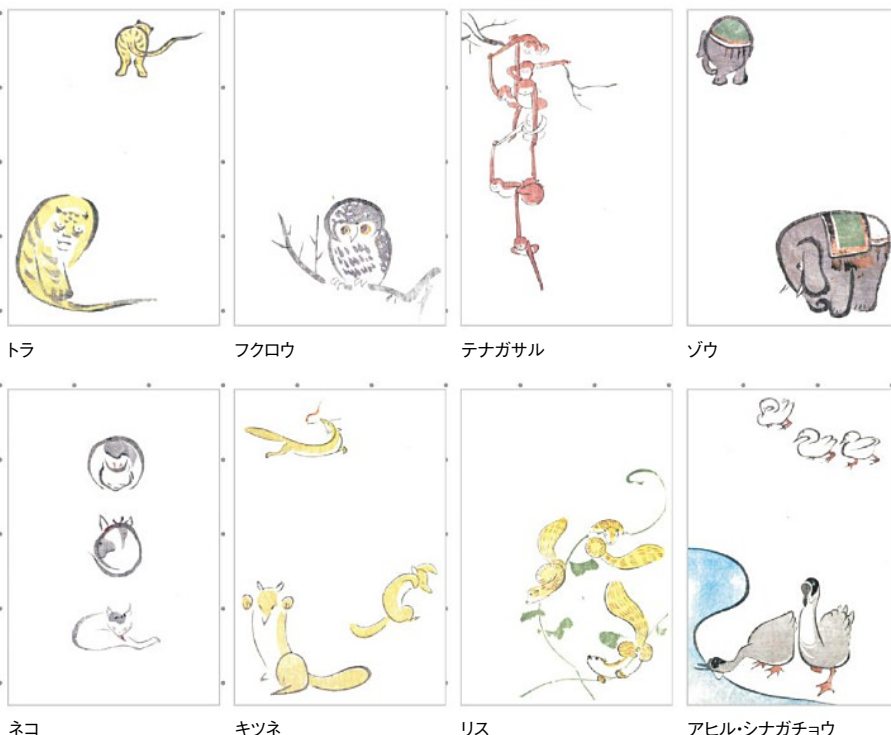 トラ
フクロウ
テナガサル
ゾウ
ネコ
キツネ
リス
アヒル・シナガチョウ